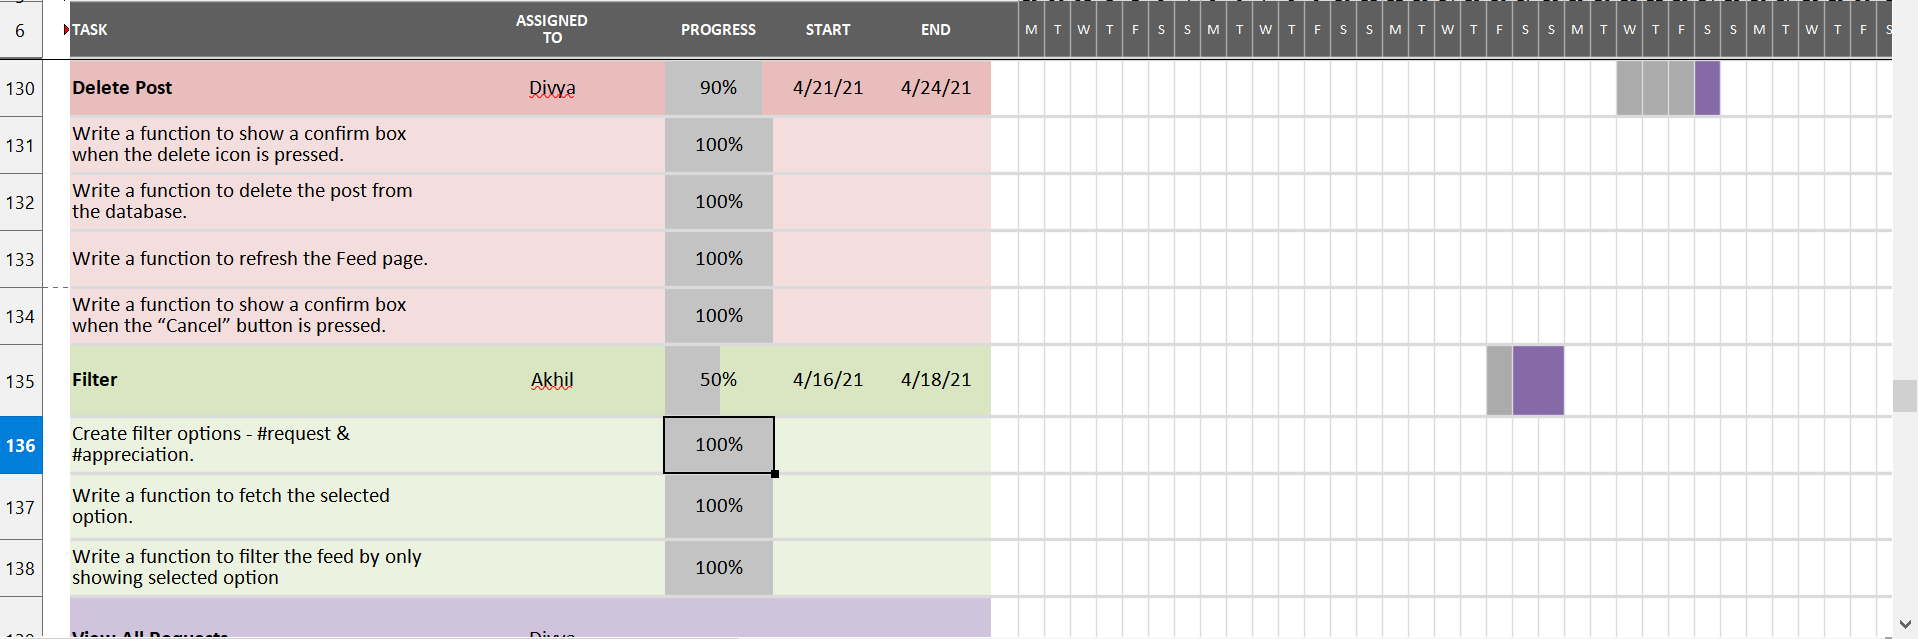 6 TASK ASSIGNED TO PROGRESS START END M T W T F S S M T W T F S S M T W T F S S M T W T F S S M T W T F S
130 Delete Post Divya 90% 4/21/21 4/24/21
131 Write a function to show a confirm box
when the delete icon is pressed. 100%
132 Write a function to delete the post from
the database. 100%
133 Write a function to refresh the Feed page. 100%
134 Write a function to show a confirm box
when the “Cancel” button is pressed. 100%
135 Filter Akhil 50% 4/16/21 4/18/21
136 Create filter options - #request &
#appreciation. 100%
137 Write a function to fetch the selected
option. 100%
138 Write a function to filter the feed by only
showing selected option 100%
139 View All Requests Divya